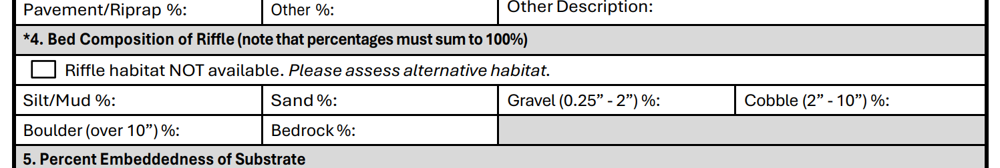 Pavement/Riprap %: Other %: Other Description:
*4. Bed Composition of Riffle (note that percentages must sum to 100%)
Riffle habitat NOT available. Please assess alternative habitat.
Silt/Mud %: Sand %: Gravel (0.25” - 2”) %: Cobble (2” - 10”) %:
Boulder (over 10”) %: Bedrock %:
5. Percent Embeddedness of Substrate